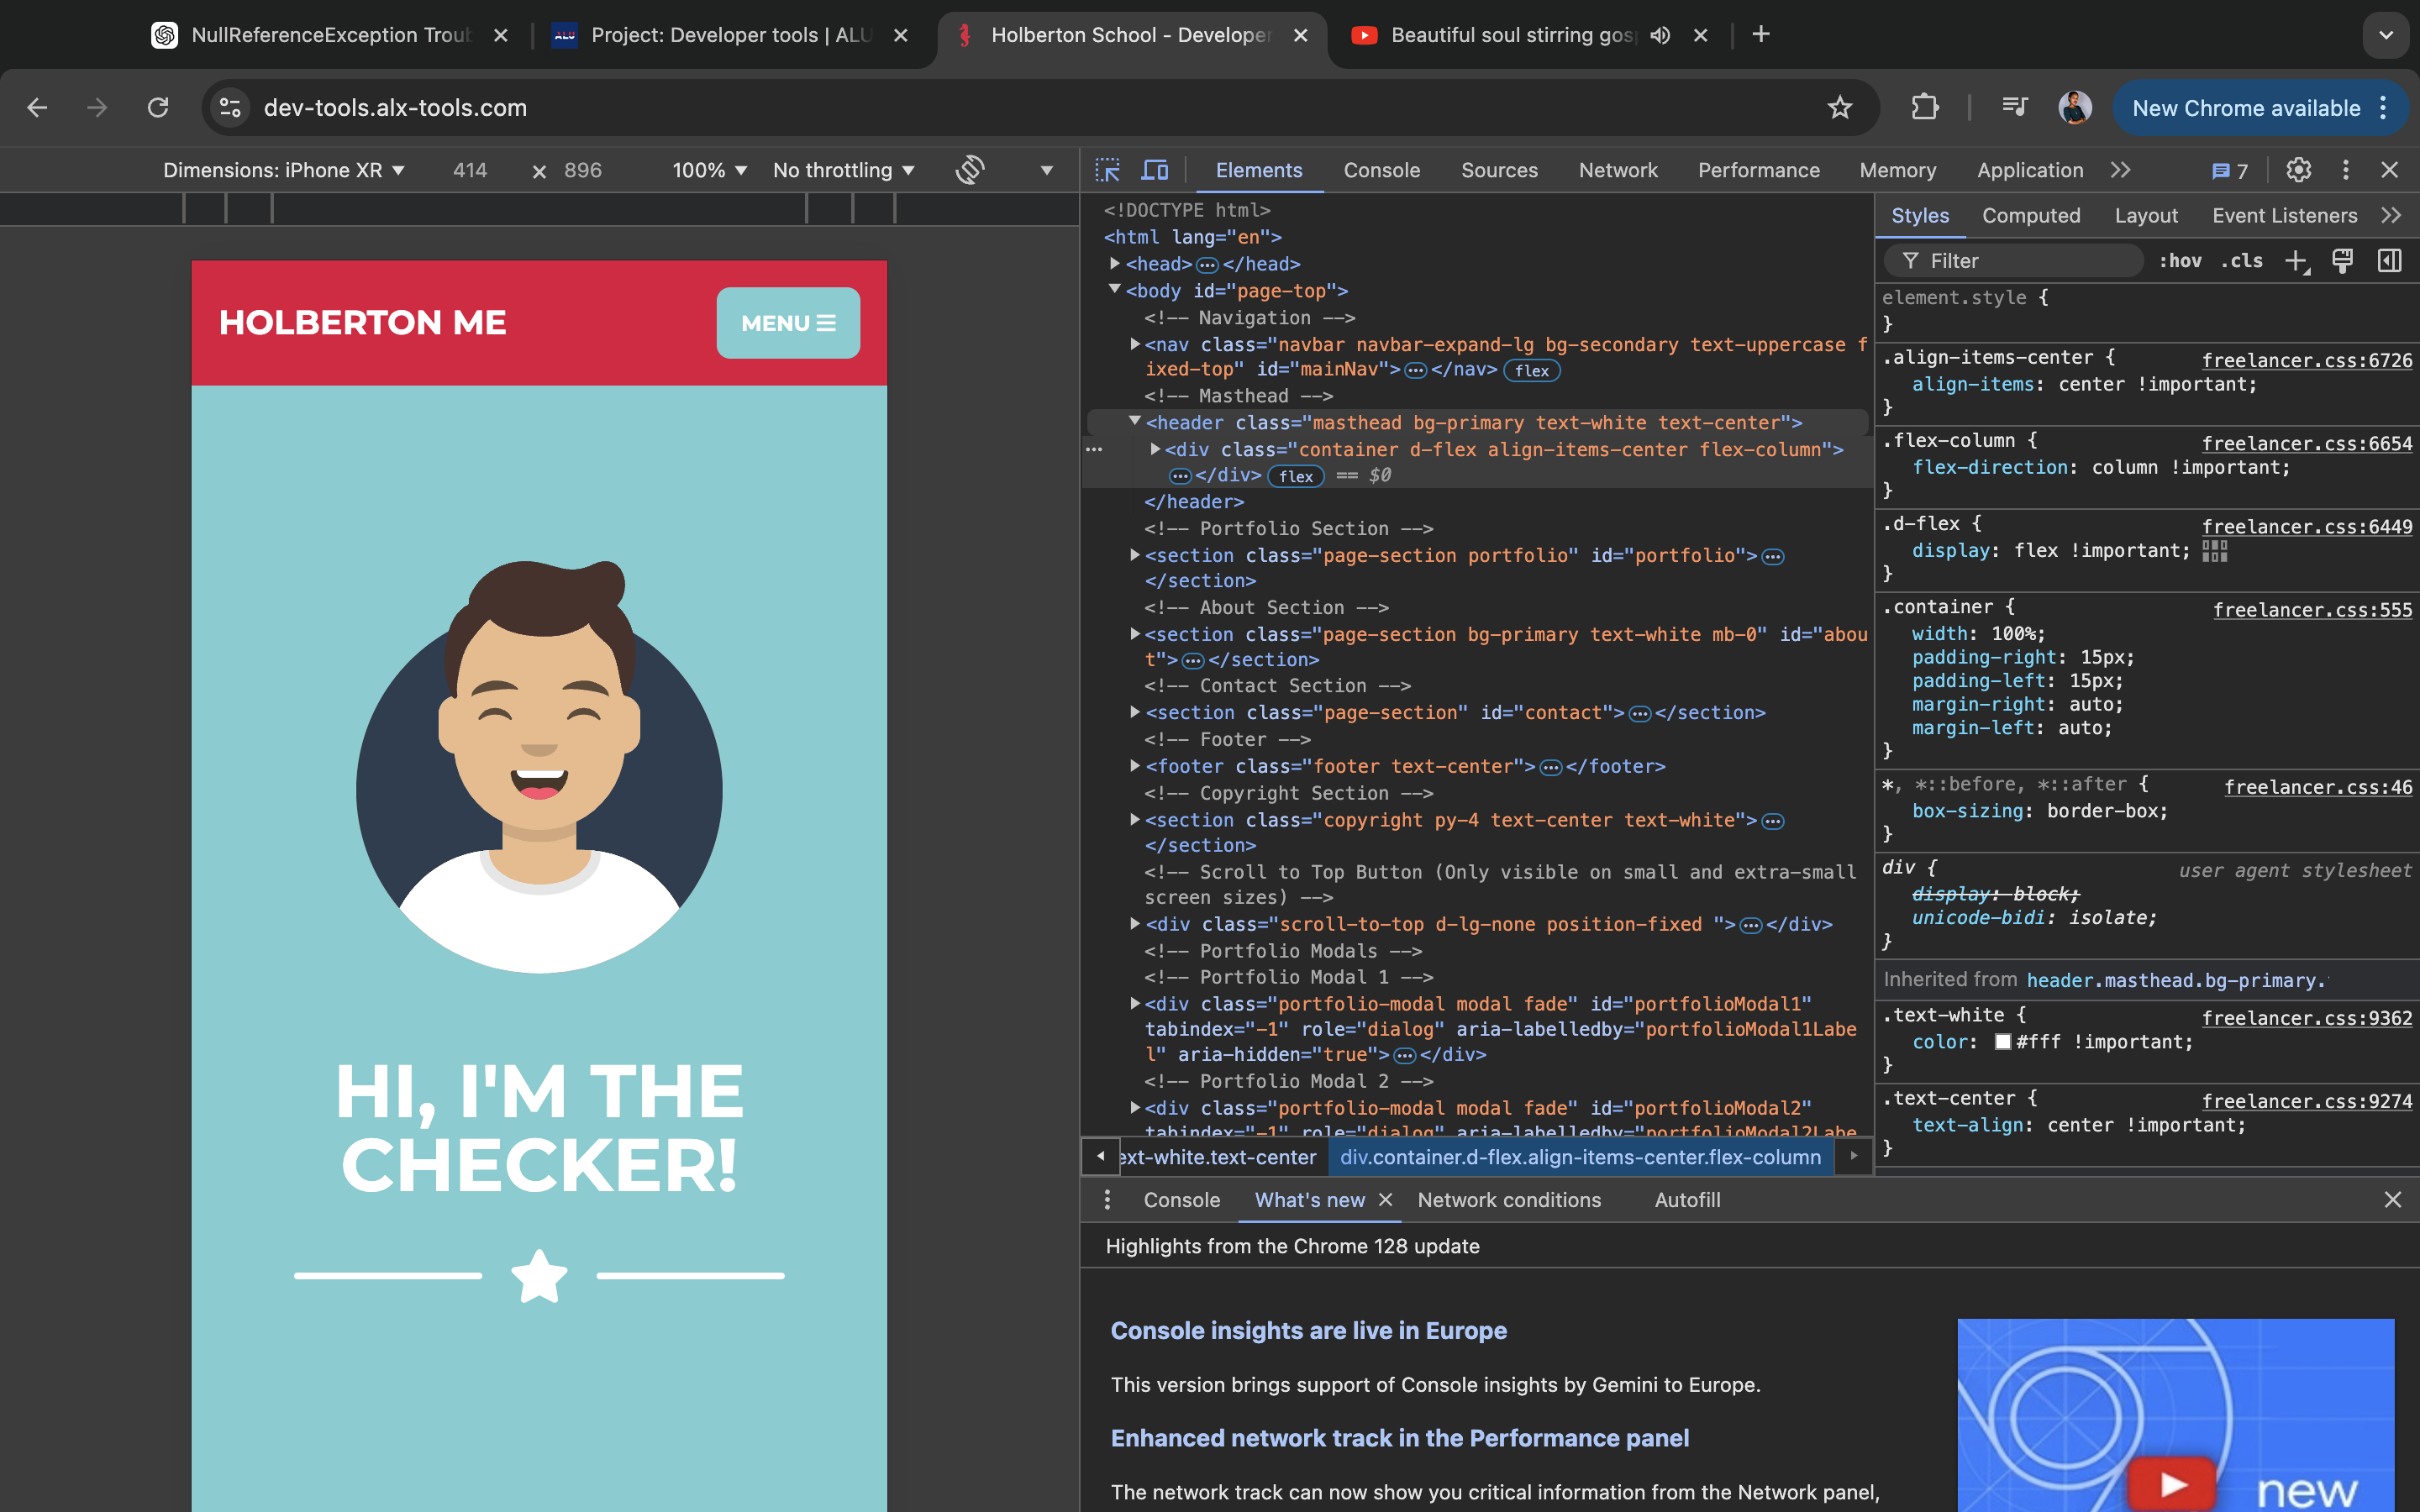 NullReferenceException Trou
Project: Developer tools | ALU
Holberton School - Developer
Beautiful soul stirring gos
dev-tools.alx-tools.com
New Chrome available
Dimensions: iPhone XR 414 × 896 100% No throttling
Elements Console Sources Network Performance Memory Application 7
HOLBERTON ME
MENU
HI, I'M THE
CHECKER!
<!DOCTYPE html>
<html lang="en">
<head> </head>
<body id="page-top">
<!-- Navigation -->
<nav class="navbar navbar-expand-lg bg-secondary text-uppercase f
ixed-top" id="mainNav"> </nav> flex
<!-- Masthead -->
<header class="masthead bg-primary text-white text-center">
<div class="container d-flex align-items-center flex-column">
</div> flex == $0
</header>
<!-- Portfolio Section -->
<section class="page-section portfolio" id="portfolio">
</section>
<!-- About Section -->
<section class="page-section bg-primary text-white mb-0" id="abou
t"> </section>
<!-- Contact Section -->
<section class="page-section" id="contact"> </section>
<!-- Footer -->
<footer class="footer text-center"> </footer>
<!-- Copyright Section -->
<section class="copyright py-4 text-center text-white">
</section>
<!-- Scroll to Top Button (Only visible on small and extra-small
screen sizes) -->
<div class="scroll-to-top d-lg-none position-fixed "> </div>
<!-- Portfolio Modals -->
<!-- Portfolio Modal 1 -->
<div class="portfolio-modal modal fade" id="portfolioModal1"
tabindex="-1" role="dialog" aria-labelledby="portfolioModal1Labe
l" aria-hidden="true"> </div>
<!-- Portfolio Modal 2 -->
<div class="portfolio-modal modal fade" id="portfolioModal2"
tabindex="-1" role="dialog" aria-labelledby="portfolioModal2Labe
ext-white.text-center div.container.d-flex.align-items-center.flex-column
Styles Computed Layout Event Listeners
Filter :hov .cls
element.style {
}
.align-items-center { freelancer.css:6726
align-items: center !important;
}
.flex-column { freelancer.css:6654
flex-direction: column !important;
}
.d-flex { freelancer.css:6449
display: flex !important;
}
.container { freelancer.css:555
width: 100%;
padding-right: 15px;
padding-left: 15px;
margin-right: auto;
margin-left: auto;
}
*, *::before, *::after { freelancer.css:46
box-sizing: border-box;
}
div { user agent stylesheet
display: block;
unicode-bidi: isolate;
}
Inherited from header.masthead.bg-primary.
.text-white { freelancer.css:9362
color: #fff !important;
}
.text-center { freelancer.css:9274
text-align: center !important;
}
Console What's new Network conditions Autofill
Highlights from the Chrome 128 update
Console insights are live in Europe
This version brings support of Console insights by Gemini to Europe.
Enhanced network track in the Performance panel
The network track can now show you critical information from the Network panel,
new